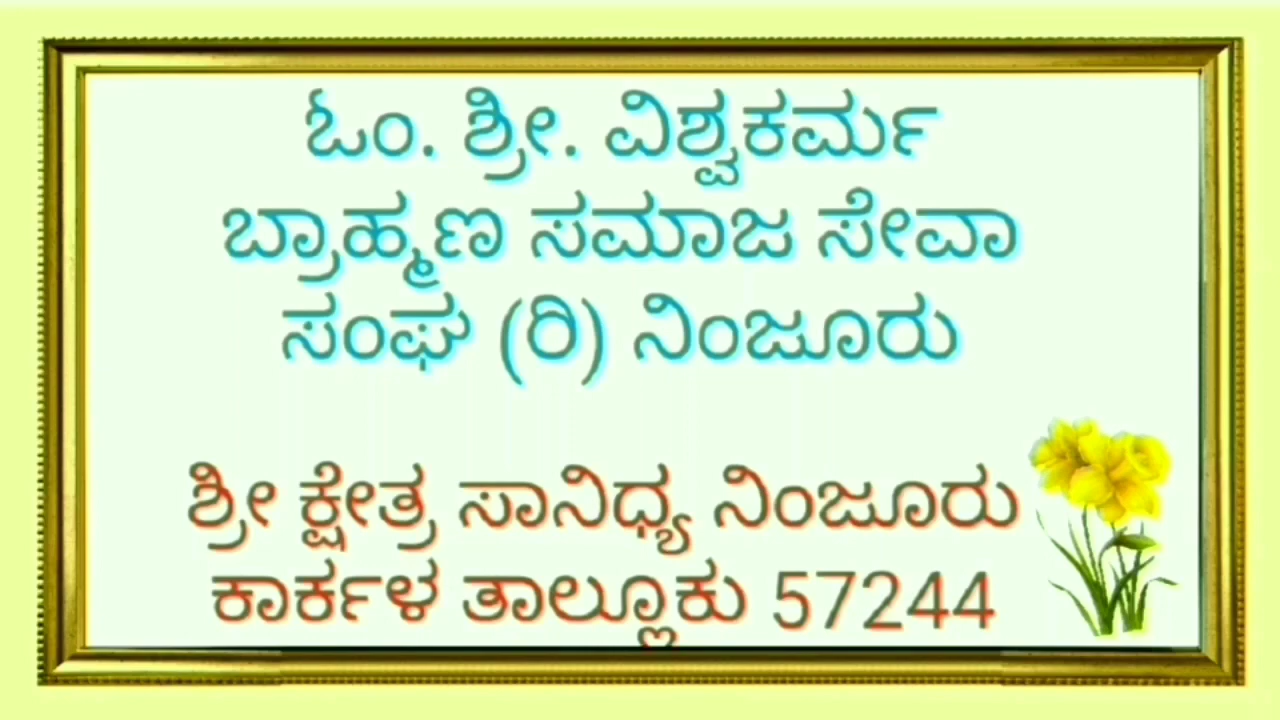 ಓಂ. ಶ್ರೀ. ವಿಶ್ವಕರ್ಮ
ಬ್ರಾಹ್ಮಣ ಸಮಾಜ ಸೇವಾ
ಸಂಘ (ರಿ) ನಿಂಜೂರು
ಶ್ರೀ ಕ್ಷೇತ್ರ ಸಾನಿಧ್ಯ ನಿಂಜೂರು
ಕಾರ್ಕಳ ತಾಲ್ಲೂಕು 57244